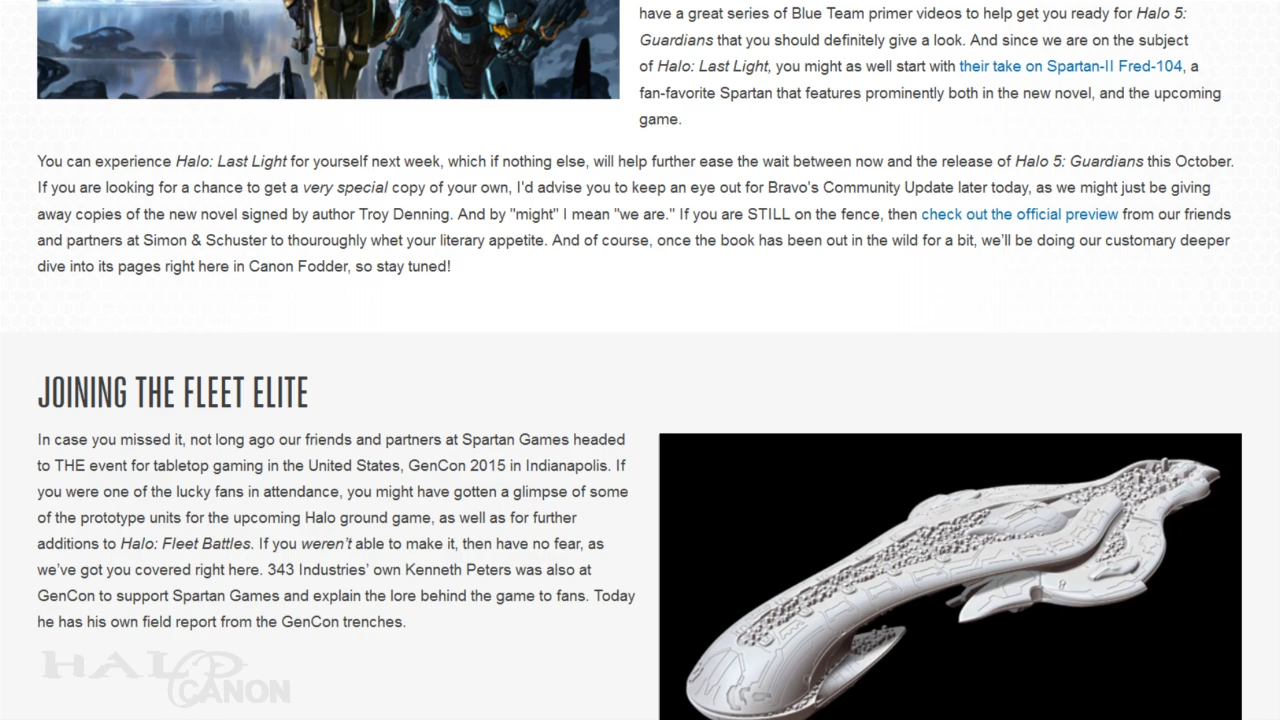 have a great series of Blue Team primer videos to help get you ready for Halo 5:
Guardians that you should definitely give a look. And since we are on the subject
of Halo: Last Light, you might as well start with their take on Spartan-II Fred-104, a
fan-favorite Spartan that features prominently both in the new novel, and the upcoming
game.
You can experience Halo: Last Light for yourself next week, which if nothing else, will help further ease the wait between now and the release of Halo 5: Guardians this October.
If you are looking for a chance to get a very special copy of your own, I'd advise you to keep an eye out for Bravo's Community Update later today, as we might just be giving
away copies of the new novel signed by author Troy Denning. And by "might" I mean "we are." If you are STILL on the fence, then check out the official preview from our friends
and partners at Simon & Schuster to thouroughly whet your literary appetite. And of course, once the book has been out in the wild for a bit, we'll be doing our customary deeper
dive into its pages right here in Canon Fodder, so stay tuned!
JOINING THE FLEET ELITE
In case you missed it, not long ago our friends and partners at Spartan Games headed
to THE event for tabletop gaming in the United States, GenCon 2015 in Indianapolis. If
you were one of the lucky fans in attendance, you might have gotten a glimpse of some
of the prototype units for the upcoming Halo ground game, as well as for further
additions to Halo: Fleet Battles. If you weren't able to make it, then have no fear, as
we've got you covered right here. 343 Industries' own Kenneth Peters was also at
GenCon to support Spartan Games and explain the lore behind the game to fans. Today
he has his own field report from the GenCon trenches.
HALO
CANON